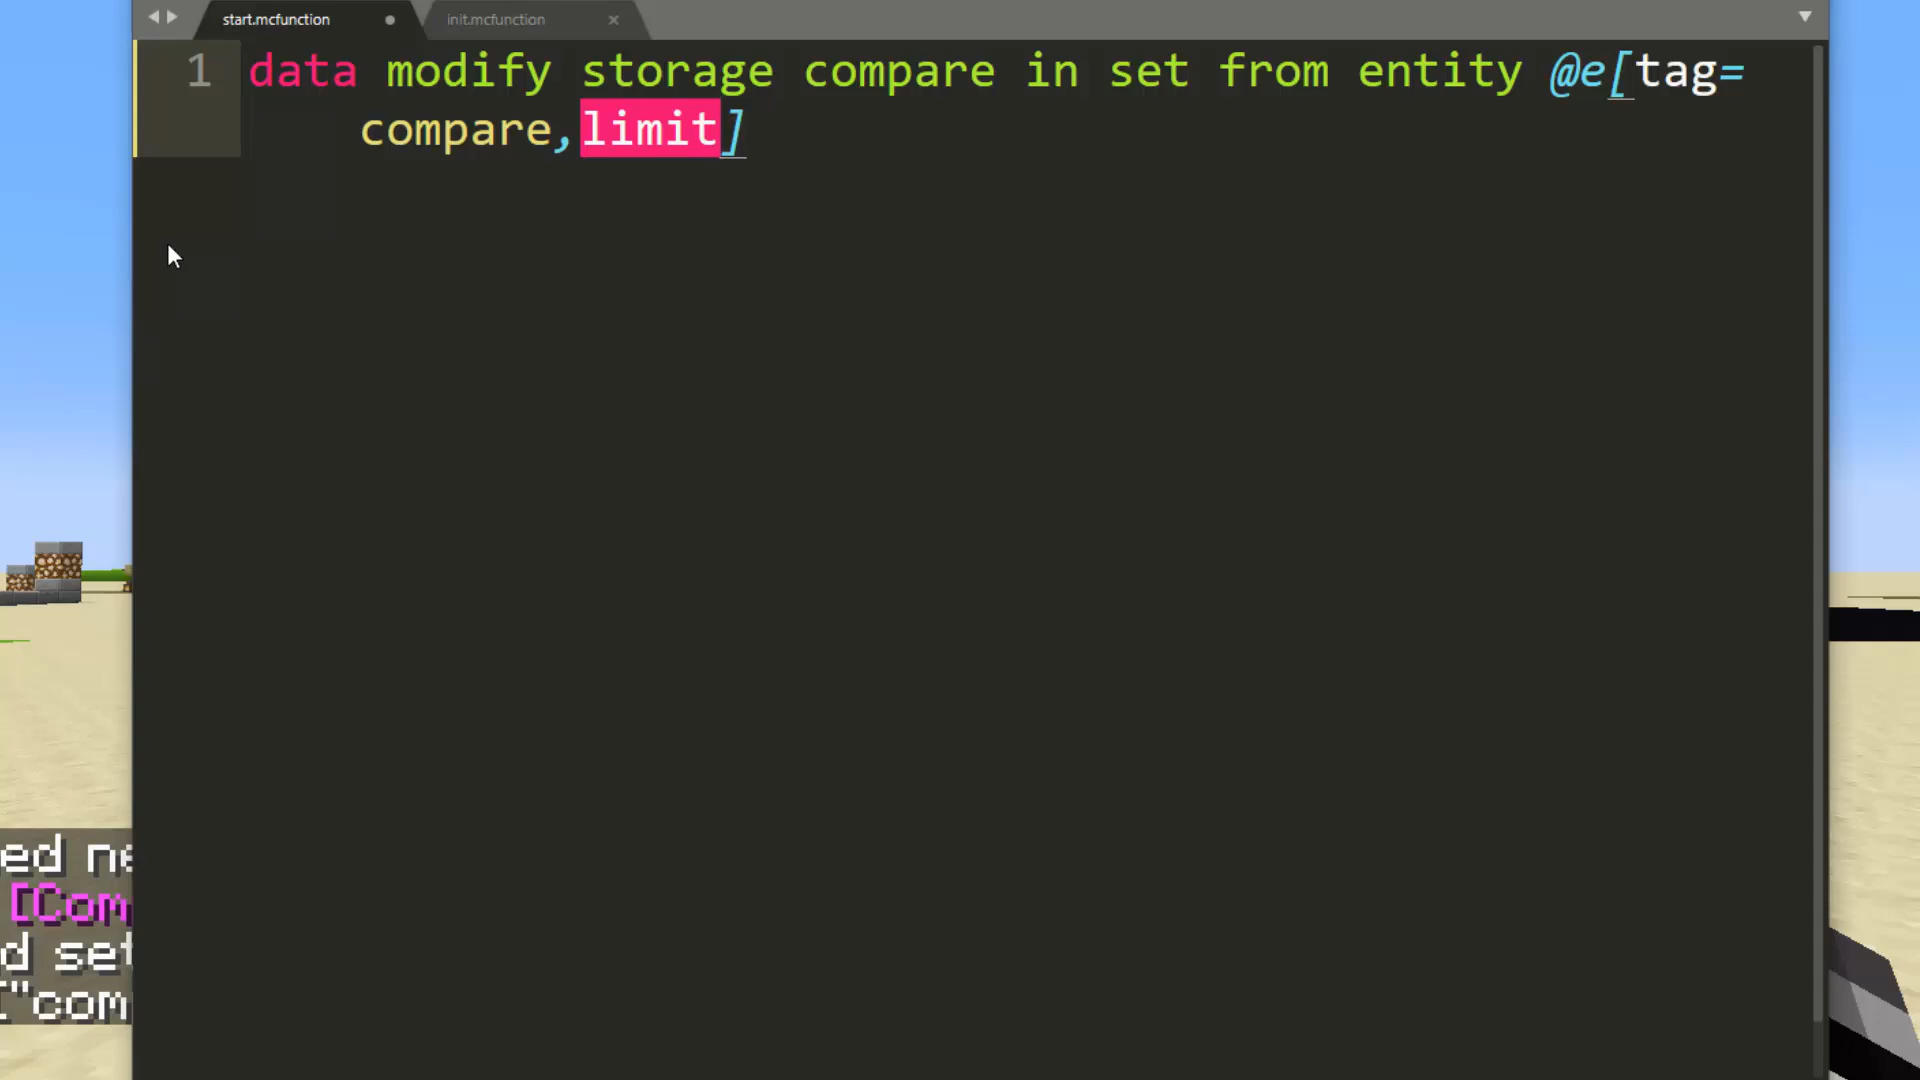 start.mcfunction
init.mcfunction
1 data modify storage compare in set from entity @e[tag=
compare,limit]
ed ne
[Com
d set
["com